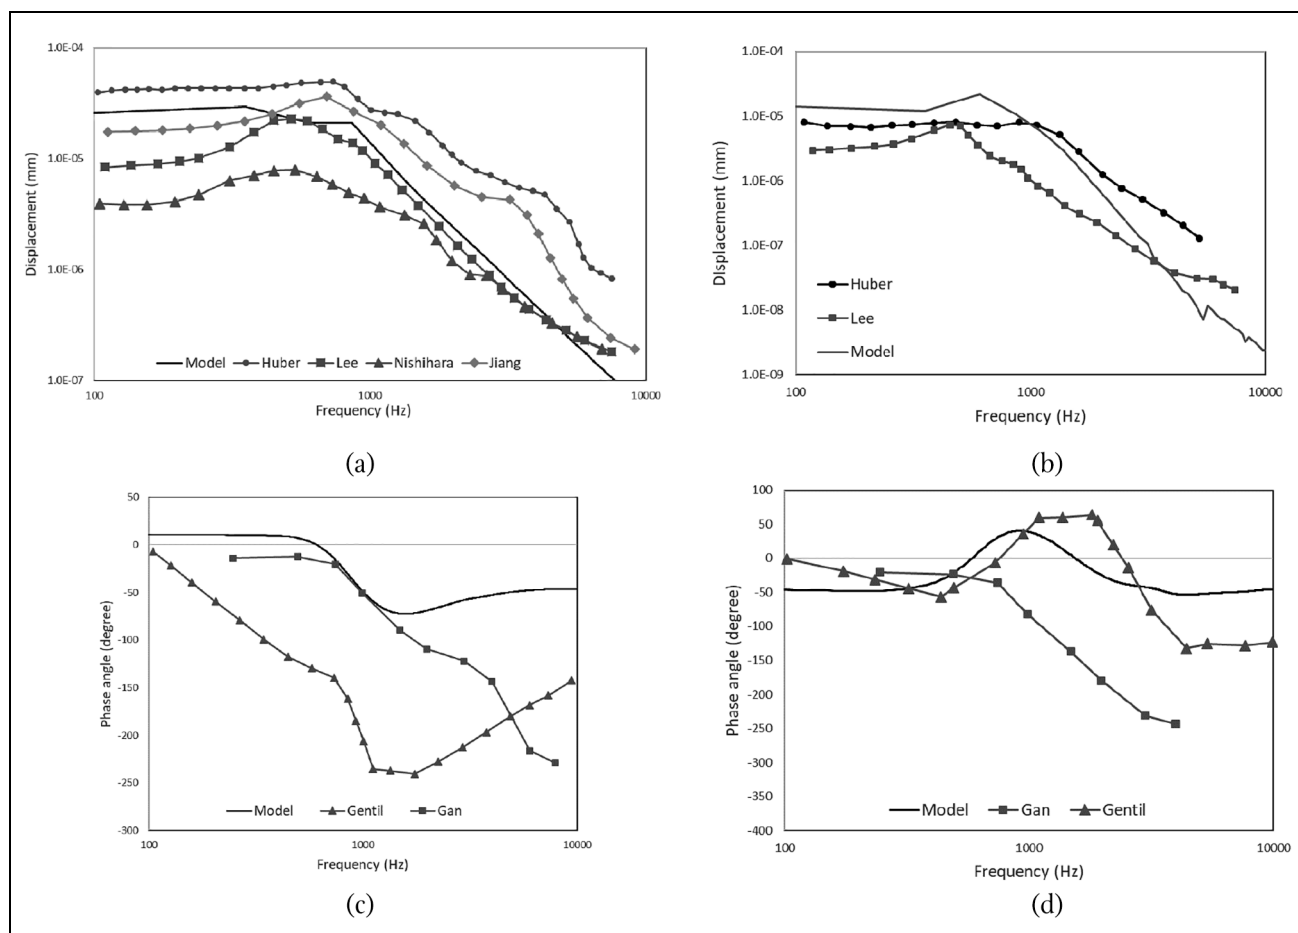 1.0E-04
1.0E-05
1.0E-06
1.0E-07
Displacement (mm)
Model Huber Lee Nishihara Jiang
100 1000 10000
Frequency (Hz)
(a)
1.0E-04
1.0E-05
1.0E-06
1.0E-07
1.0E-08
1.0E-09
DIsplacement (mm)
Huber
Lee
Model
100 1000 10000
Frequency (Hz)
(b)
50
0
-50
-100
-150
-200
-250
-300
Phase angle (degree)
Model Gentil Gan
100 1000 10000
Frequency (Hz)
(c)
100
50
0
-50
-100
-150
-200
-250
-300
-350
-400
Phase angle (degree)
Model Gan Gentil
100 1000 10000
Frequency (Hz)
(d)